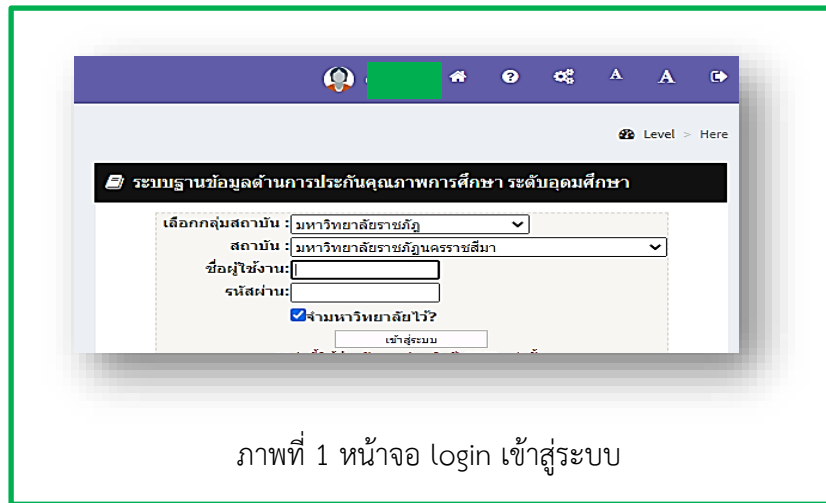 A A
Level > Here
ระบบฐานข้อมูลด้านการประกันคุณภาพการศึกษา ระดับอุดมศึกษา
เลือกกลุ่มสถาบัน : มหาวิทยาลัยราชภัฏ
สถาบัน : มหาวิทยาลัยราชภัฏนครราชสีมา
ชื่อผู้ใช้งาน:
รหัสผ่าน:
จำมหาวิทยาลัยไว้?
เข้าสู่ระบบ
ภาพที่ 1 หน้าจอ login เข้าสู่ระบบ